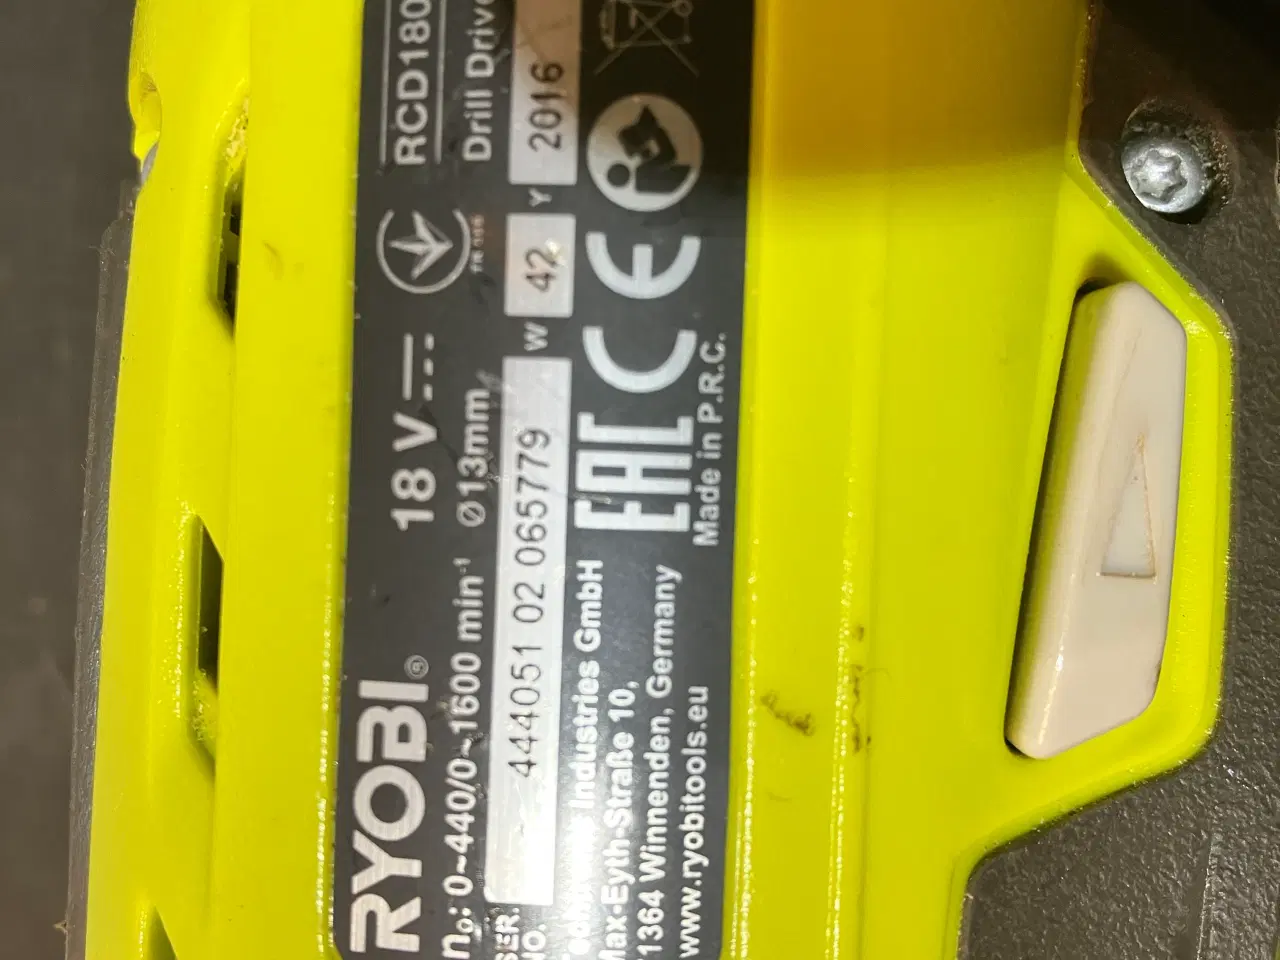 RYOBI® 18 V RCD180
n₀: 0~440/0~1600 min⁻¹ Ø13mm Drill Drive
SER. NO. 444051 02 065779 W 42 Y 2016
Industries GmbH
Max-Eyth-Straße 10,
71364 Winnenden, Germany
www.ryobitools.eu
EAC CE
Made in P.R.C.